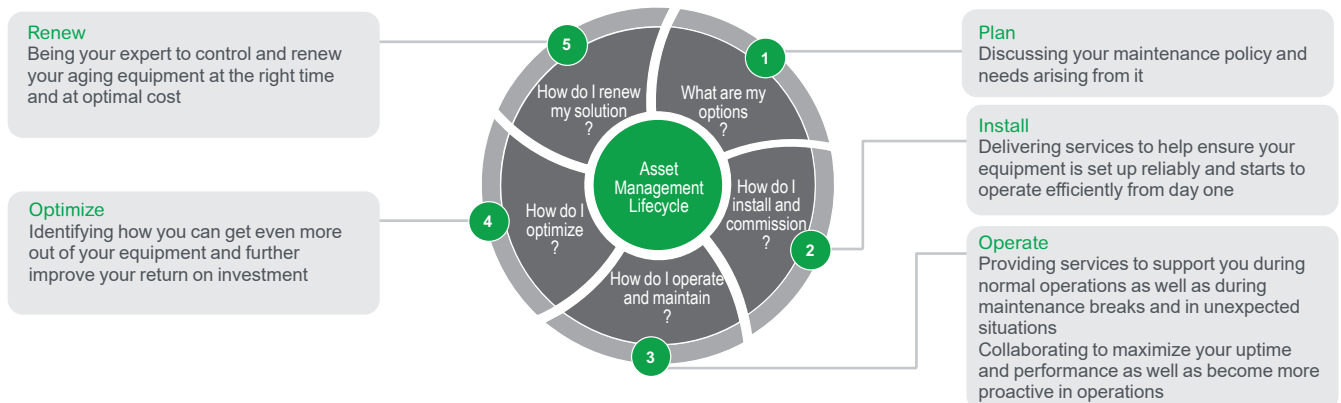 Renew
Being your expert to control and renew
your aging equipment at the right time
and at optimal cost
Optimize
Identifying how you can get even more
out of your equipment and further
improve your return on investment
5
How do I renew
my solution
?
1
What are my
options
?
Asset
Management
Lifecycle
4
How do I
optimize
?
How do I
install and
commission
?
2
How do I operate
and maintain
?
3
Plan
Discussing your maintenance policy and
needs arising from it
Install
Delivering services to help ensure your
equipment is set up reliably and starts to
operate efficiently from day one
Operate
Providing services to support you during
normal operations as well as during
maintenance breaks and in unexpected
situations
Collaborating to maximize your uptime
and performance as well as become more
proactive in operations